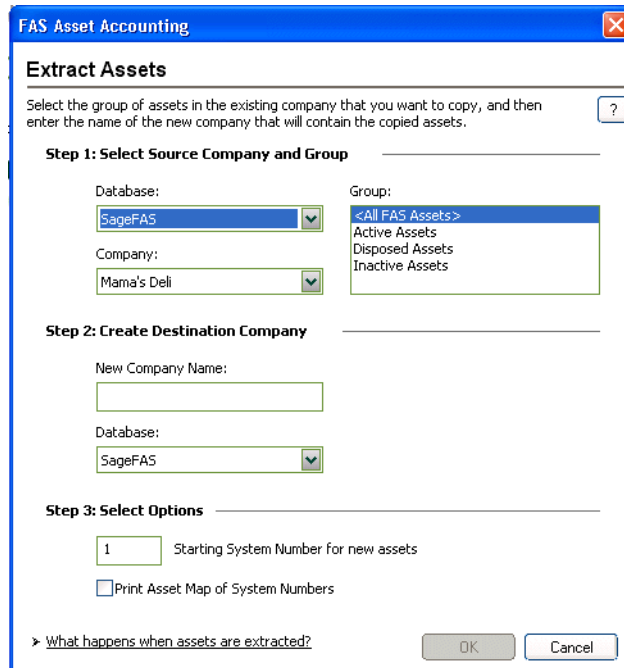 FAS Asset Accounting
Extract Assets
Select the group of assets in the existing company that you want to copy, and then
enter the name of the new company that will contain the copied assets.
?
Step 1: Select Source Company and Group
Database:
Group:
SageFAS
<All FAS Assets>
Active Assets
Disposed Assets
Inactive Assets
Company:
Mama's Deli
Step 2: Create Destination Company
New Company Name:
Database:
SageFAS
Step 3: Select Options
1 Starting System Number for new assets
Print Asset Map of System Numbers
What happens when assets are extracted?
OK
Cancel